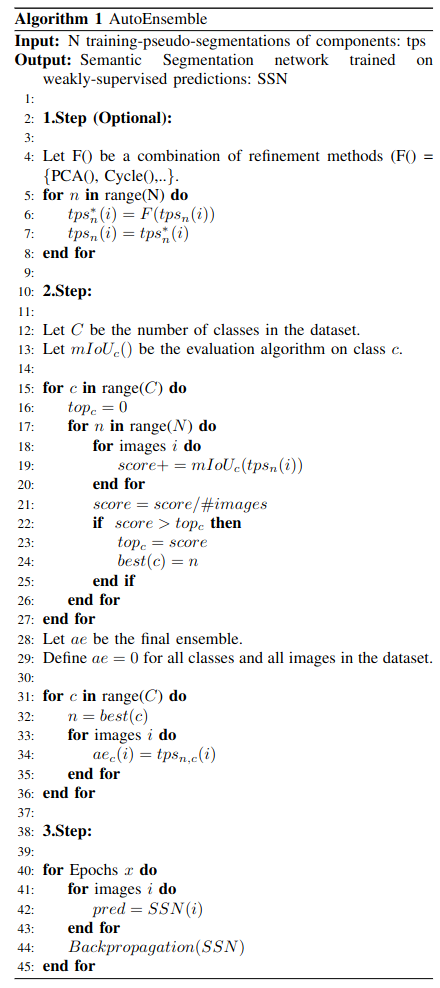 Algorithm 1 AutoEnsemble
Input: N training-pseudo-segmentations of components: tps
Output: Semantic Segmentation network trained on
weakly-supervised predictions: SSN
1:
2: 1.Step (Optional):
3:
4: Let F() be a combination of refinement methods (F() =
{PCA(), Cycle(),..}.
5: for n in range(N) do
6: tps*_n(i) = F(tps_n(i))
7: tps_n(i) = tps*_n(i)
8: end for
9:
10: 2.Step:
11:
12: Let C be the number of classes in the dataset.
13: Let mIoU_c() be the evaluation algorithm on class c.
14:
15: for c in range(C) do
16: top_c = 0
17: for n in range(N) do
18: for images i do
19: score+ = mIoU_c(tps_n(i))
20: end for
21: score = score/#images
22: if score > top_c then
23: top_c = score
24: best(c) = n
25: end if
26: end for
27: end for
28: Let ae be the final ensemble.
29: Define ae = 0 for all classes and all images in the dataset.
30:
31: for c in range(C) do
32: n = best(c)
33: for images i do
34: ae_c(i) = tps_{n,c}(i)
35: end for
36: end for
37:
38: 3.Step:
39:
40: for Epochs x do
41: for images i do
42: pred = SSN(i)
43: end for
44: Backpropagation(SSN)
45: end for